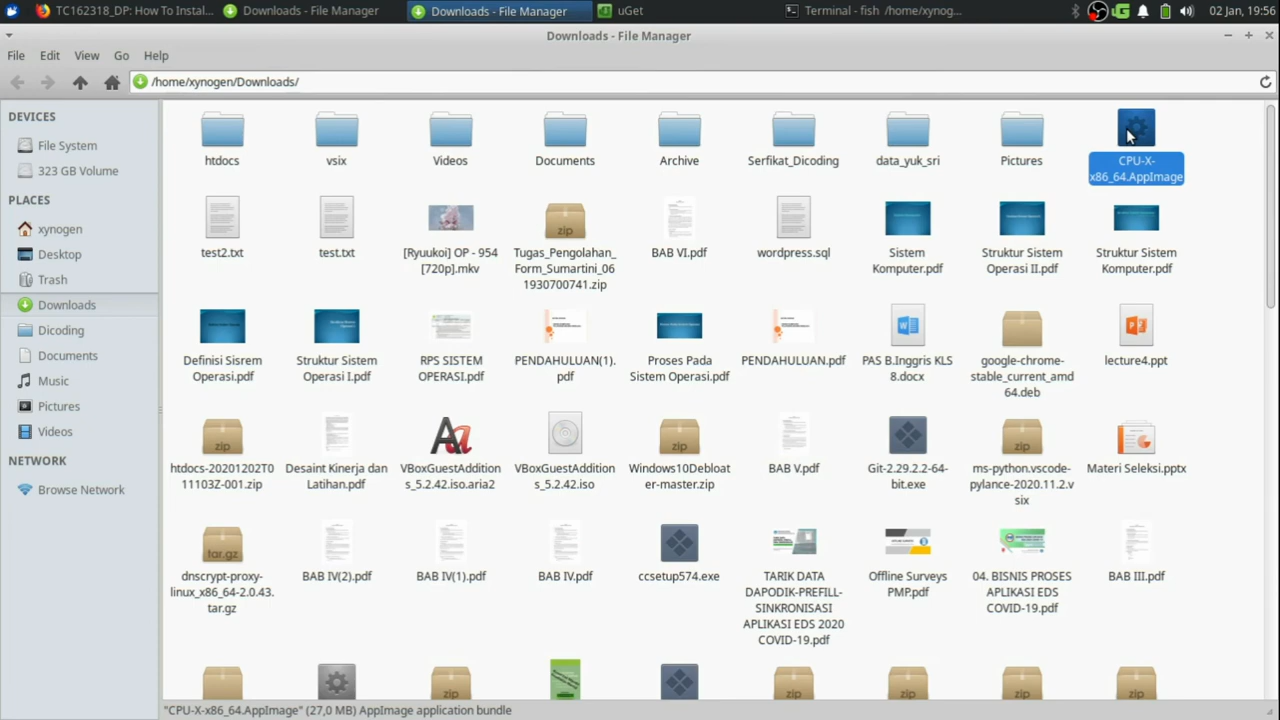 TC162318_DP: How To Instal...
Downloads - File Manager
Downloads - File Manager
uGet
Terminal - fish /home/xynog...
02 Jan, 19:56
Downloads - File Manager
File Edit View Go Help
/home/xynogen/Downloads/
DEVICES
File System
323 GB Volume
PLACES
xynogen
Desktop
Trash
Downloads
Dicoding
Documents
Music
Pictures
Videos
NETWORK
Browse Network
htdocs
vsix
Videos
Documents
Archive
Serfikat_Dicoding
data_yuk_sri
Pictures
CPU-X-
x86_64.AppImage
test2.txt
test.txt
[Ryuukoi] OP - 954
[720p].mkv
zip
Tugas_Pengolahan_
Form_Sumartini_06
1930700741.zip
BAB VI.pdf
wordpress.sql
Sistem
Komputer.pdf
Struktur Sistem
Operasi II.pdf
Struktur Sistem
Komputer.pdf
Definisi Sisrem
Operasi.pdf
Struktur Sistem
Operasi I.pdf
RPS SISTEM
OPERASI.pdf
PENDAHULUAN(1).
pdf
Proses Pada
Sistem Operasi.pdf
PENDAHULUAN.pdf
PAS B.Inggris KLS
8.docx
google-chrome-
stable_current_amd
64.deb
lecture4.ppt
zip
htdocs-20201202T0
11103Z-001.zip
Desaint Kinerja dan
Latihan.pdf
VBoxGuestAddition
s_5.2.42.iso.aria2
VBoxGuestAddition
s_5.2.42.iso
zip
Windows10Debloat
er-master.zip
BAB V.pdf
Git-2.29.2.2-64-
bit.exe
zip
ms-python.vscode-
pylance-2020.11.2.v
six
Materi Seleksi.pptx
tar.gz
dnscrypt-proxy-
linux_x86_64-2.0.43.
tar.gz
BAB IV(2).pdf
BAB IV(1).pdf
BAB IV.pdf
ccsetup574.exe
TARIK DATA
DAPODIK-PREFILL-
SINKRONISASI
APLIKASI EDS 2020
COVID-19.pdf
Offline Surveys
PMP.pdf
04. BISNIS PROSES
APLIKASI EDS
COVID-19.pdf
BAB III.pdf
zip
zip
zip
zip
zip
"CPU-X-x86_64.AppImage" (27,0 MB) AppImage application bundle